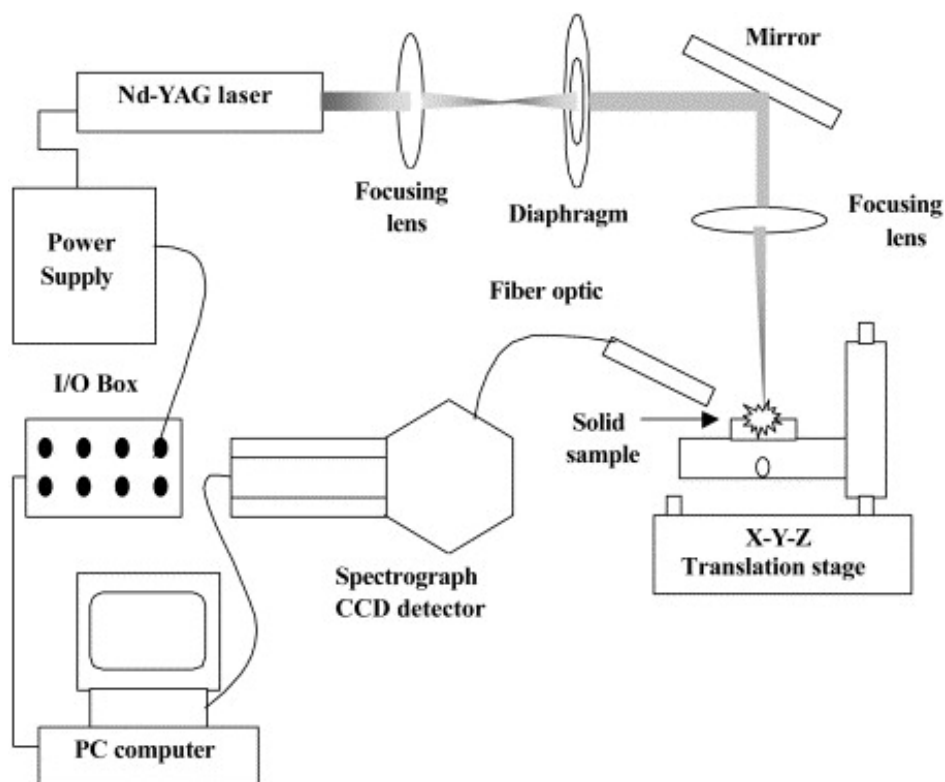 Mirror
Nd-YAG laser
Focusing
lens
Diaphragm
Focusing
lens
Power
Supply
Fiber optic
I/O Box
Solid
sample
X-Y-Z
Translation stage
Spectrograph
CCD detector
PC computer